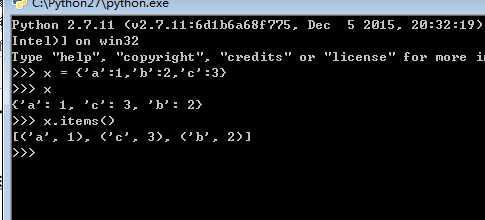 C:\Python27\python.exe
Python 2.7.11 (v2.7.11:6d1b6a68f775, Dec  5 2015, 20:32:19)
Intel)] on win32
Type "help", "copyright", "credits" or "license" for more
>>> x = {'a':1,'b':2,'c':3}
>>> x
{'a': 1, 'c': 3, 'b': 2}
>>> x.items()
[('a', 1), ('c', 3), ('b', 2)]
>>>